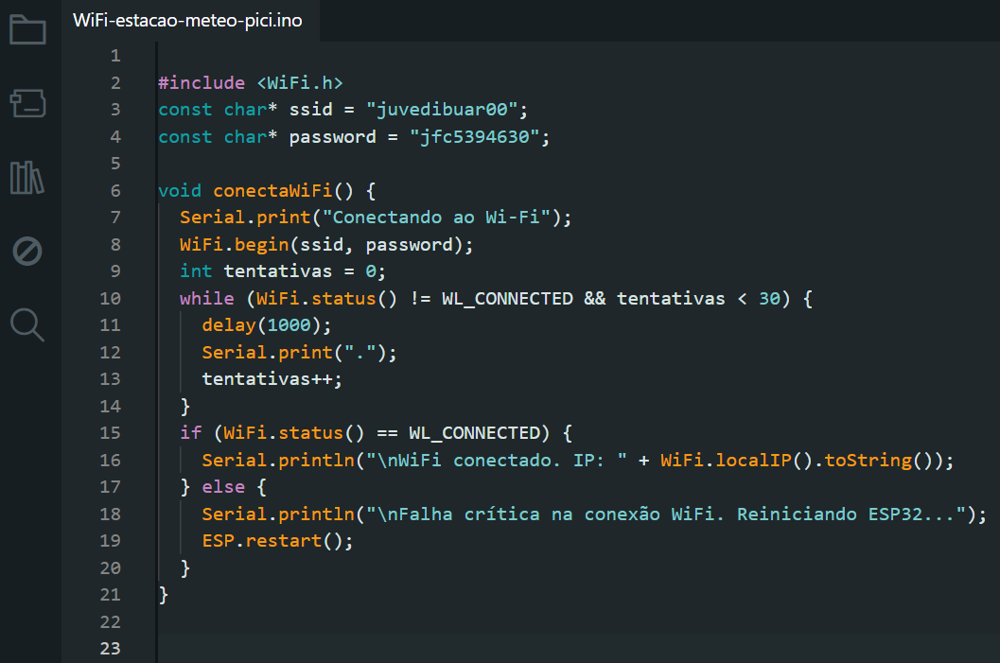 WiFi-estacao-meteo-pici.ino
1
2 #include <WiFi.h>
3 const char* ssid = "juvedibuar00";
4 const char* password = "jfc5394630";
5
6 void conectaWiFi() {
7   Serial.print("Conectando ao Wi-Fi");
8   WiFi.begin(ssid, password);
9   int tentativas = 0;
10   while (WiFi.status() != WL_CONNECTED && tentativas < 30) {
11     delay(1000);
12     Serial.print(".");
13     tentativas++;
14   }
15   if (WiFi.status() == WL_CONNECTED) {
16     Serial.println("\nWiFi conectado. IP: " + WiFi.localIP().toString());
17   } else {
18     Serial.println("\nFalha crítica na conexão WiFi. Reiniciando ESP32...");
19     ESP.restart();
20   }
21 }
22
23